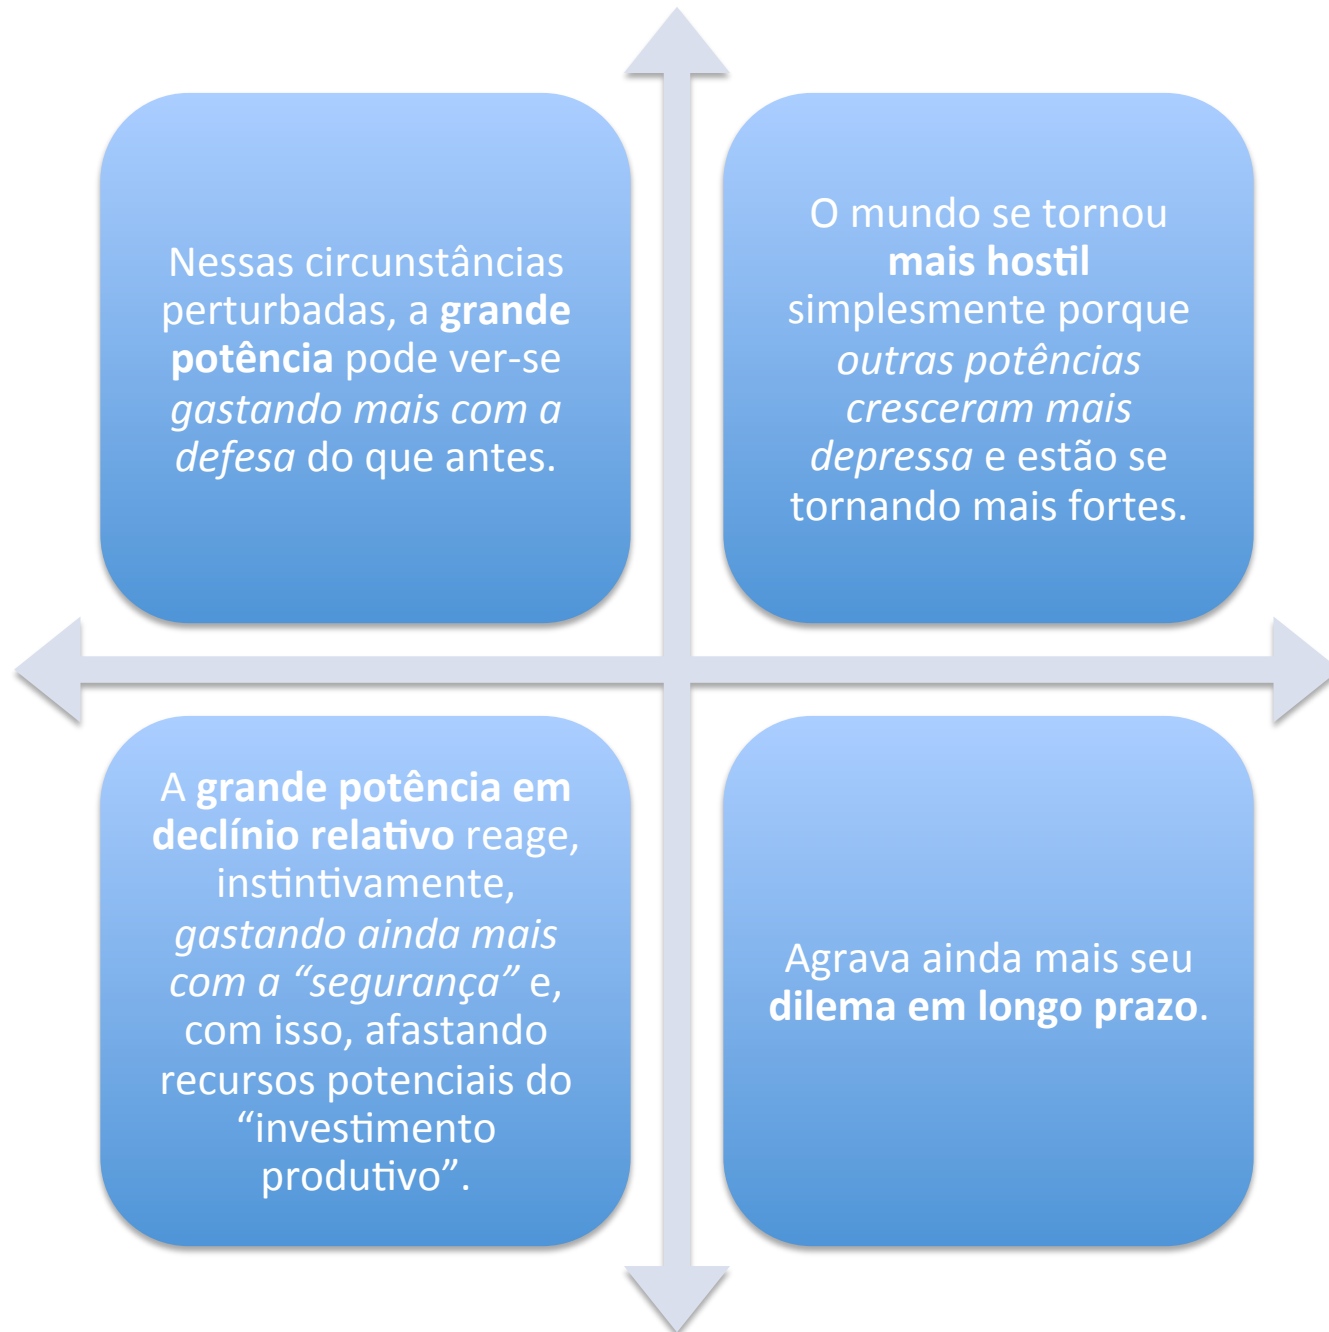 Nessas circunstâncias
perturbadas, a grande
potência pode ver-se
gastando mais com a
defesa do que antes.
O mundo se tornou
mais hostil
simplesmente porque
outras potências
cresceram mais
depressa e estão se
tornando mais fortes.
A grande potência em
declínio relativo reage,
instintivamente,
gastando ainda mais
com a “segurança” e,
com isso, afastando
recursos potenciais do
“investimento
produtivo”.
Agrava ainda mais seu
dilema em longo prazo.